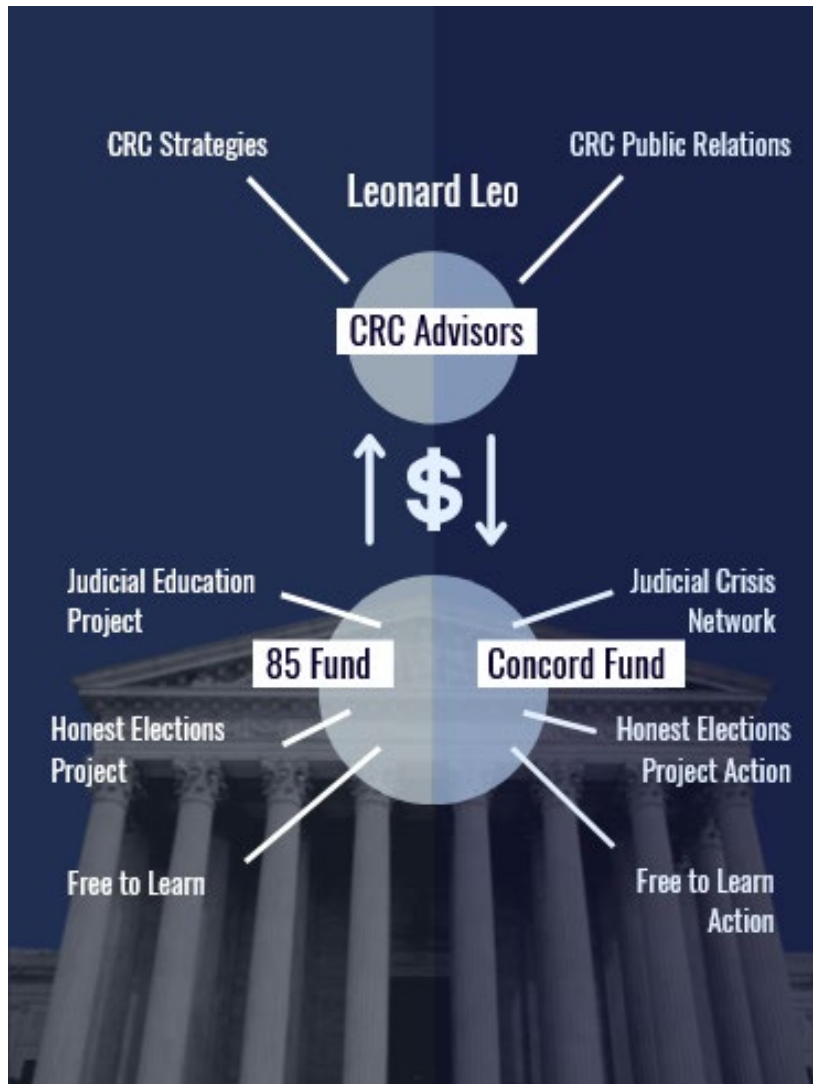 CRC Strategies
CRC Public Relations
Leonard Leo
CRC Advisors
$
Judicial Education
Project
Judicial Crisis
Network
85 Fund
Concord Fund
Honest Elections
Project
Honest Elections
Project Action
Free to Learn
Free to Learn
Action